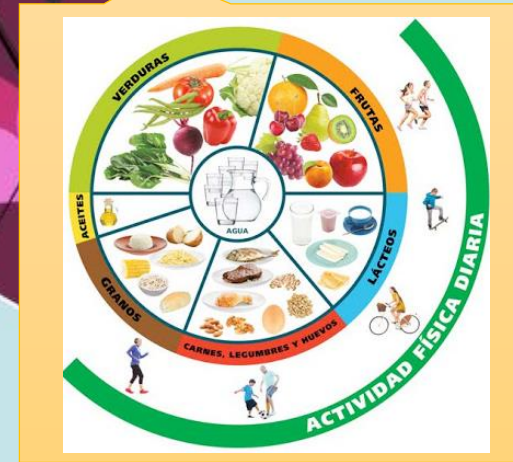 VERDURAS
FRUTAS
ACEITES
AGUA
LÁCTEOS
GRANOS
CARNES, LEGUMBRES Y HUEVOS
ACTIVIDAD FÍSICA DIARIA